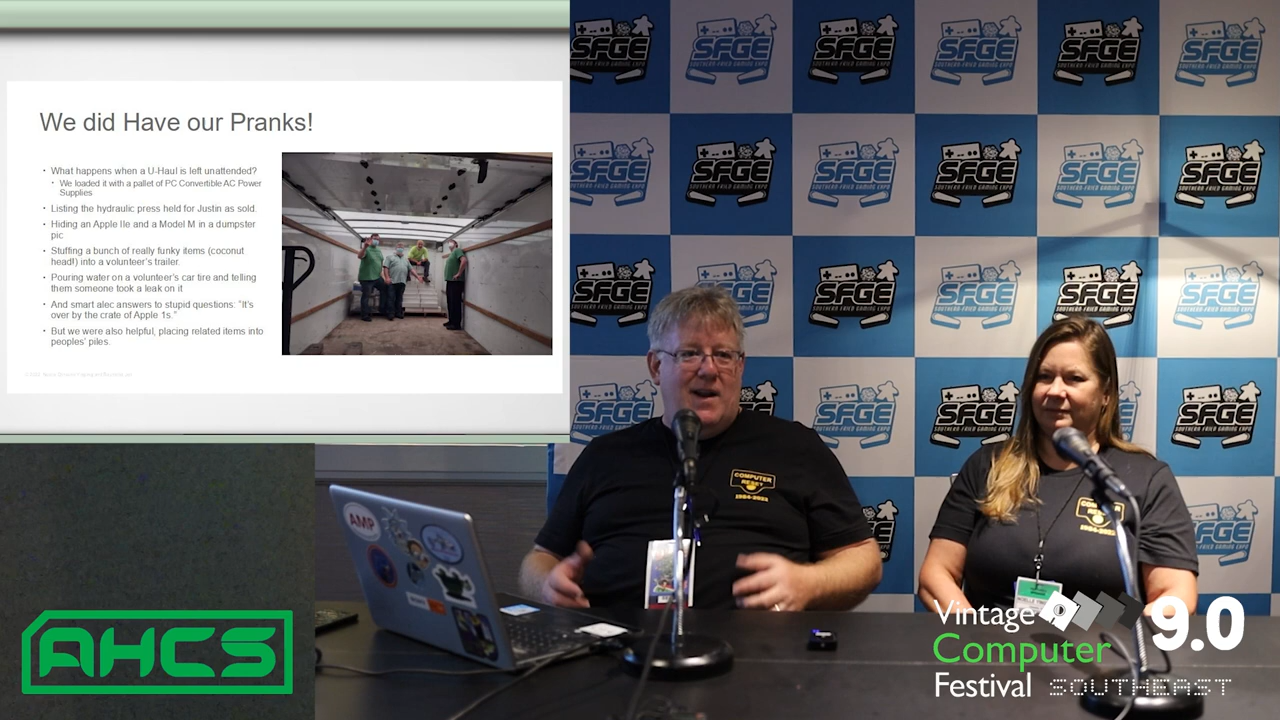 We did Have our Pranks!
• What happens when a U-Haul is left unattended?
• We loaded it with a pallet of PC Convertible AC Power
Supplies
• Listing the hydraulic press held for Justin as sold.
• Hiding an Apple IIe and a Model M in a dumpster
pic
• Stuffing a bunch of really funky items (coconut
head!) into a volunteer's trailer.
• Pouring water on a volunteer's car tire and telling
them someone took a leak on it
• And smart alec answers to stupid questions: "It's
over by the crate of Apple 1s."
• But we were also helpful, placing related items into
peoples' piles.
SFGE
SOUTHERN-FRIED GAMING EXPO
COMPUTER
RESET
1984-2022
COMPUTER
RESET
1984-2022
AMP
AHCS
Vintage
Computer
Festival
9.0
SOUTHEAST